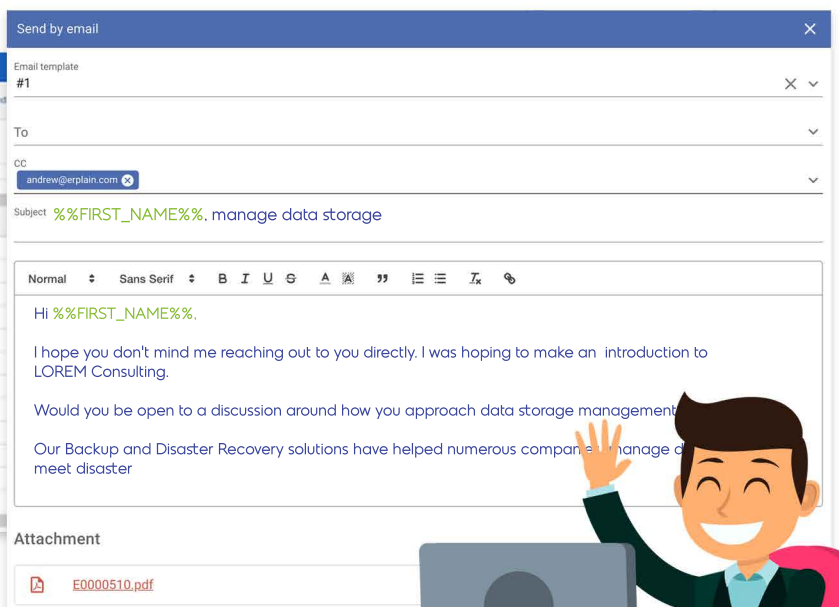 Send by email
Email template
#1
To
CC
andrew@erplain.com
Subject %%FIRST_NAME%%, manage data storage
Normal Sans Serif B I U S A A
Hi %%FIRST_NAME%%,
I hope you don't mind me reaching out to you directly. I was hoping to make an introduction to
LOREM Consulting.
Would you be open to a discussion around how you approach data storage management
Our Backup and Disaster Recovery solutions have helped numerous manage
meet disaster
Attachment
E0000510.pdf